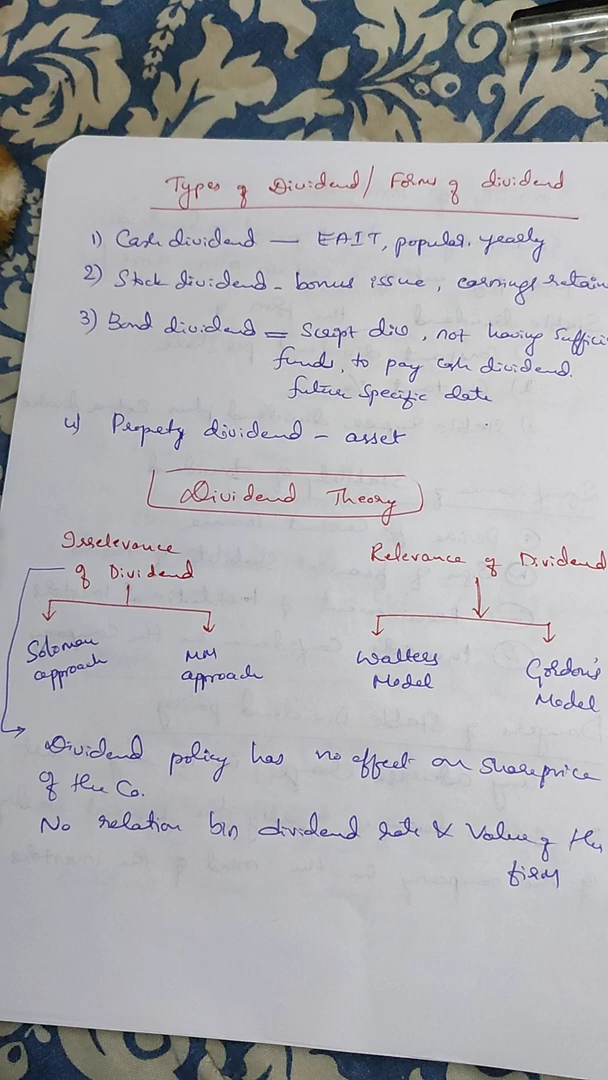 Types of Dividend/ Forms of dividend
1) Cash dividend — EAIT, popular. yearly
2) Stock dividend - bonus issue, earnings retain
3) Bond dividend = Script div, not having suffici
funds, to pay cash dividend.
future specific date
4) Property dividend - asset
Dividend Theory
Irrelevance
of Dividend
Relevance of Dividend
Soloman
approach
MM
approach
Walters
Model
Gordon's
Model
Dividend policy has no effect on share price
of the Co.
No relation b/n dividend rate & Value of the
firm